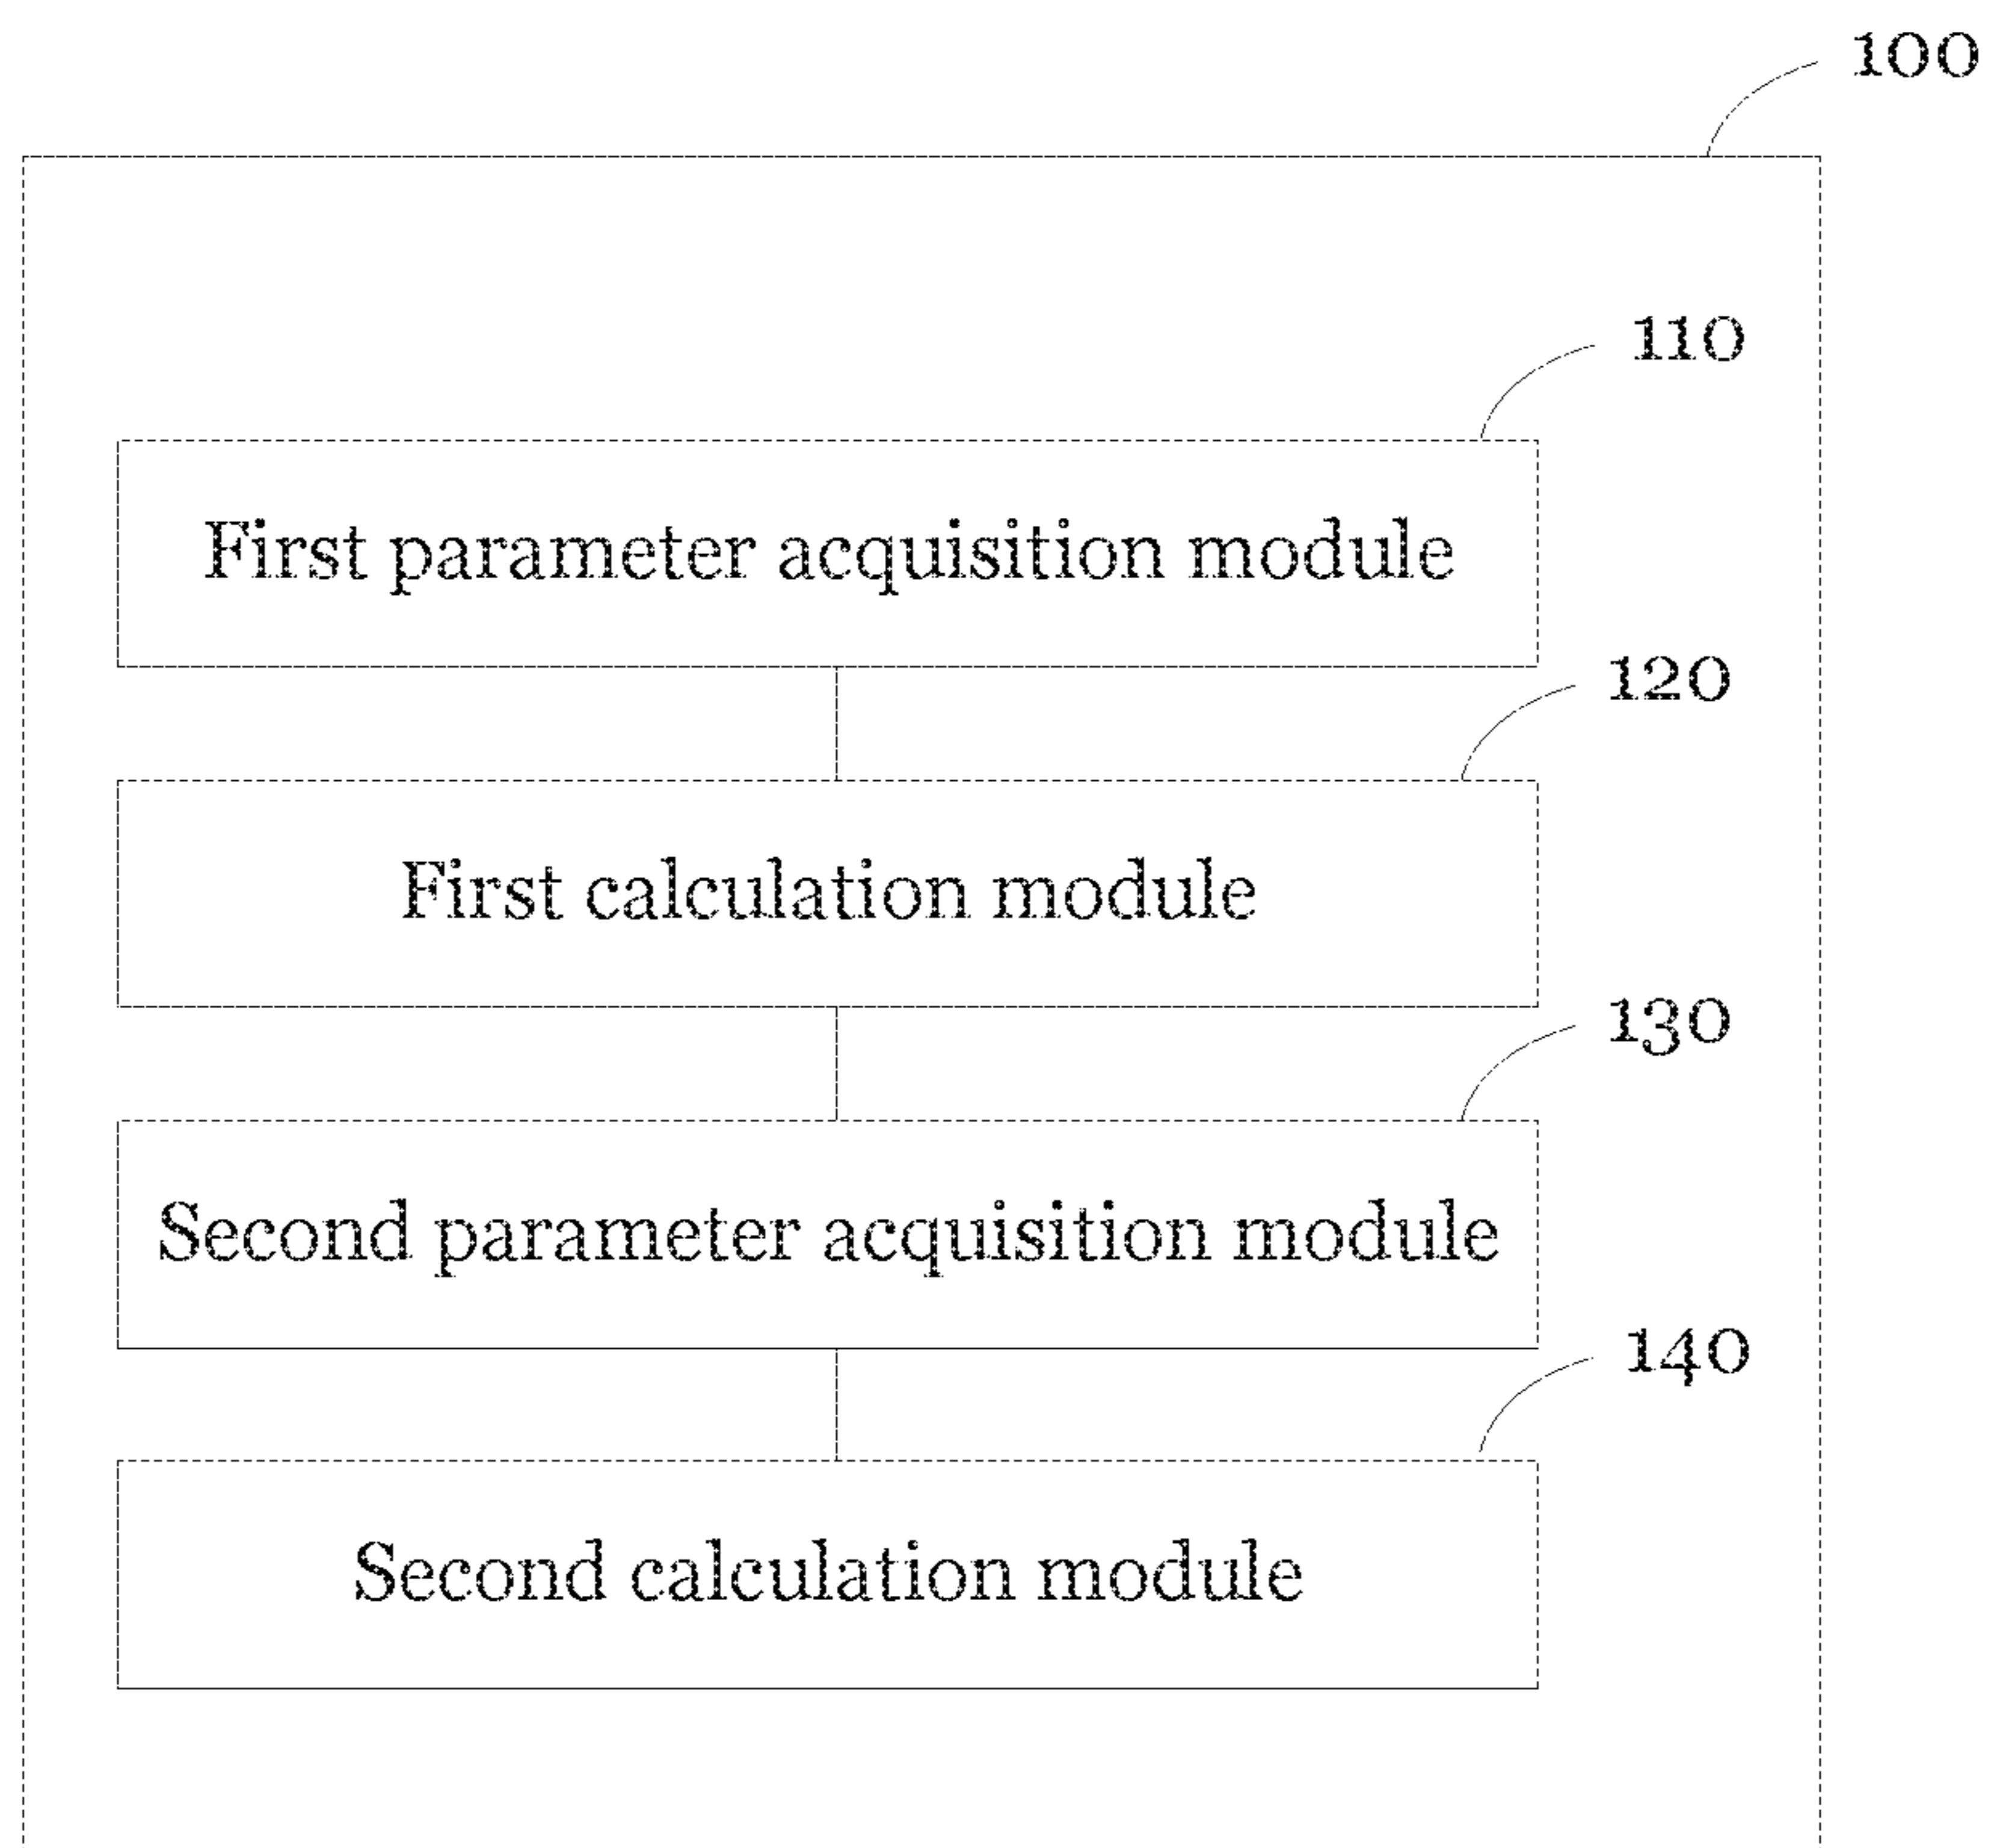 100
110
First parameter acquisition module
120
First calculation module
130
Second parameter acquisition module
140
Second calculation module